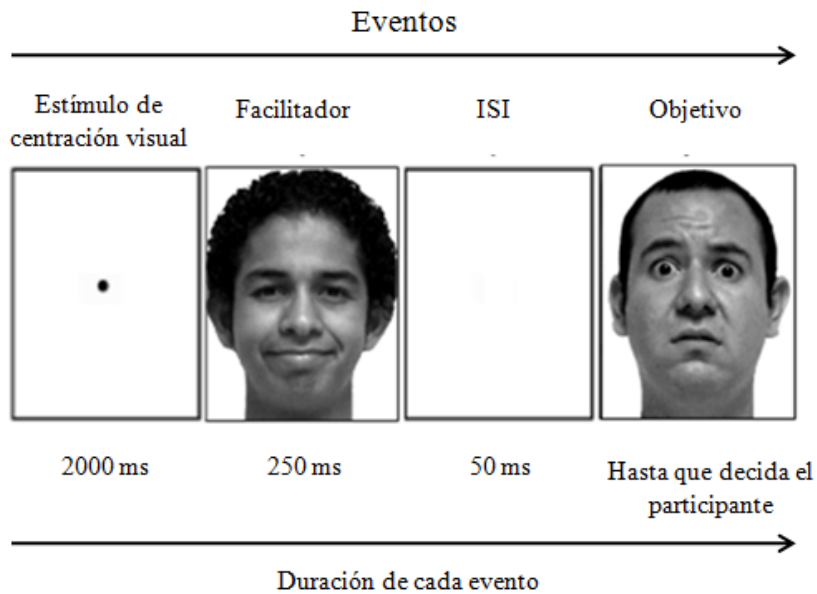 Eventos
Estímulo de
centración visual
Facilitador
ISI
Objetivo
2000 ms
250 ms
50 ms
Hasta que decida el
participante
Duración de cada evento